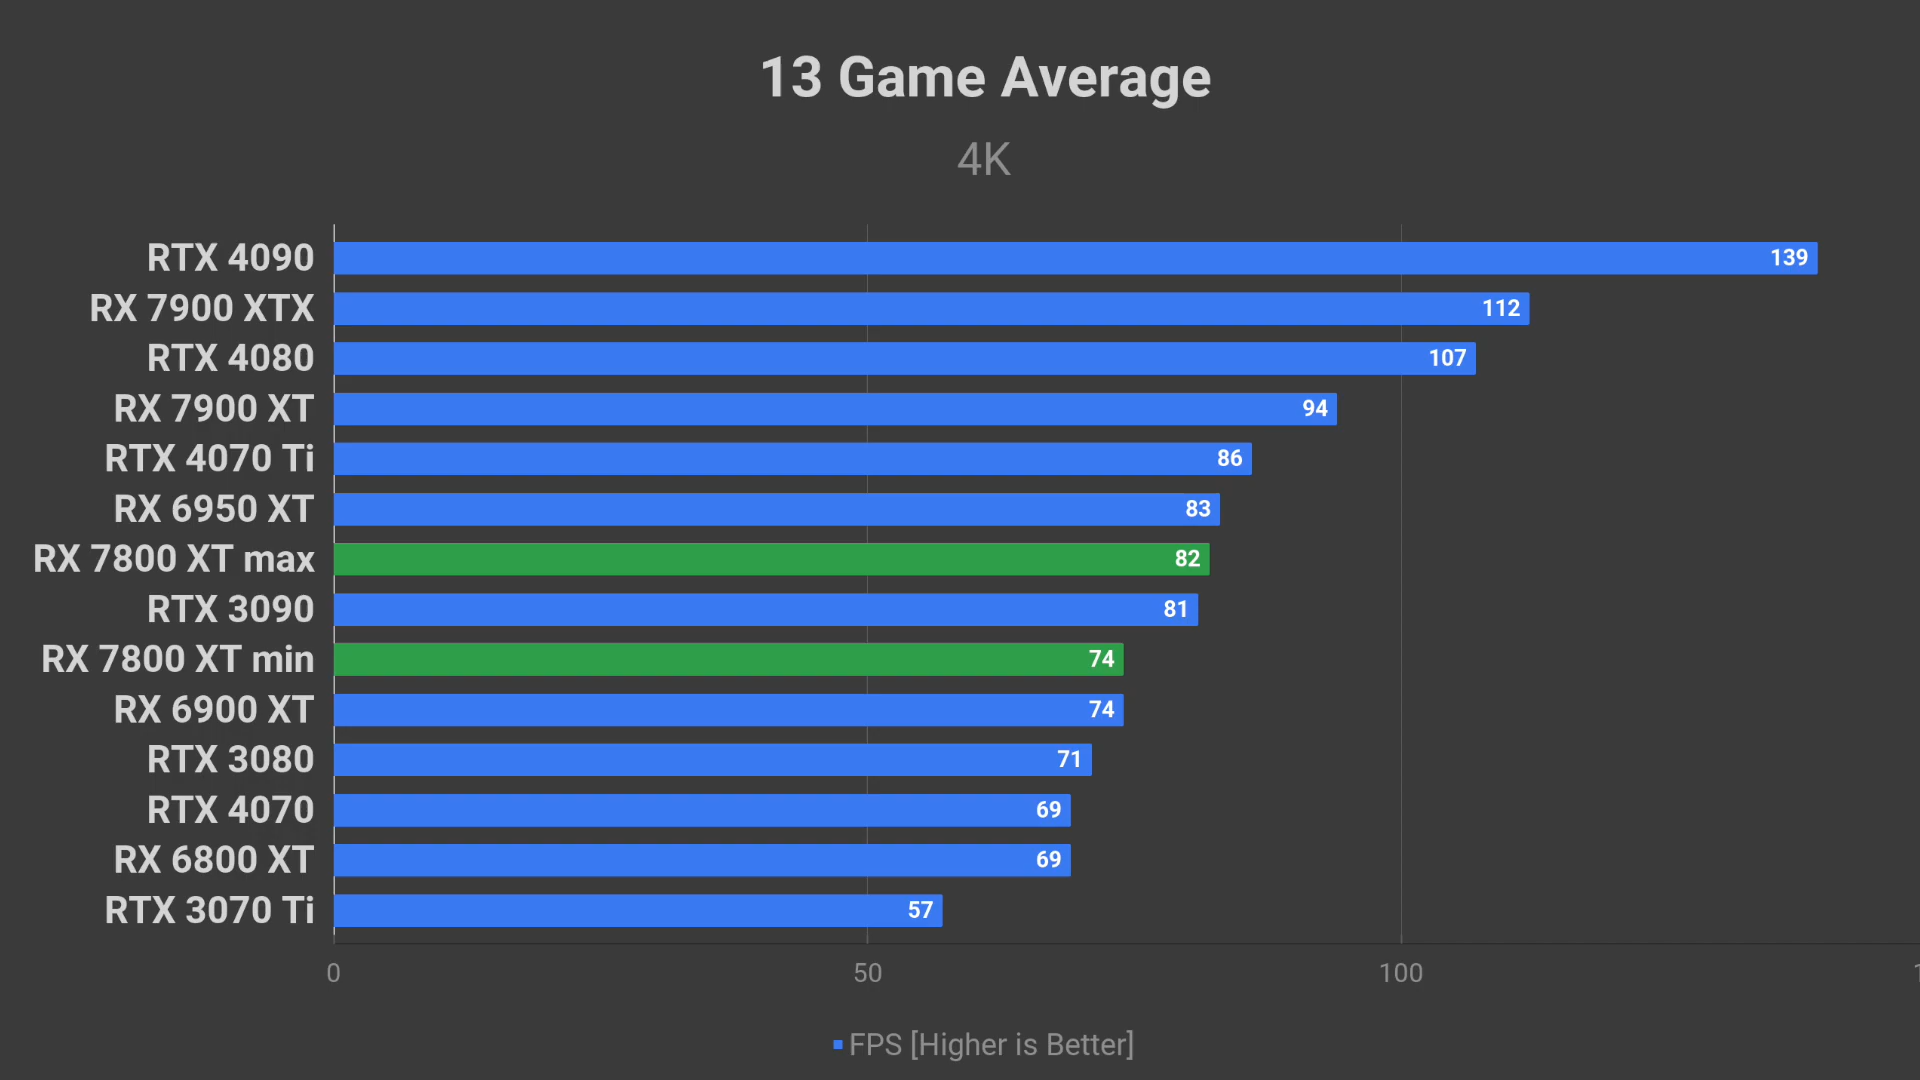 13 Game Average
4K
RTX 4090 139
RX 7900 XTX 112
RTX 4080 107
RX 7900 XT 94
RTX 4070 Ti 86
RX 6950 XT 83
RX 7800 XT max 82
RTX 3090 81
RX 7800 XT min 74
RX 6900 XT 74
RTX 3080 71
RTX 4070 69
RX 6800 XT 69
RTX 3070 Ti 57
0 50 100
FPS [Higher is Better]